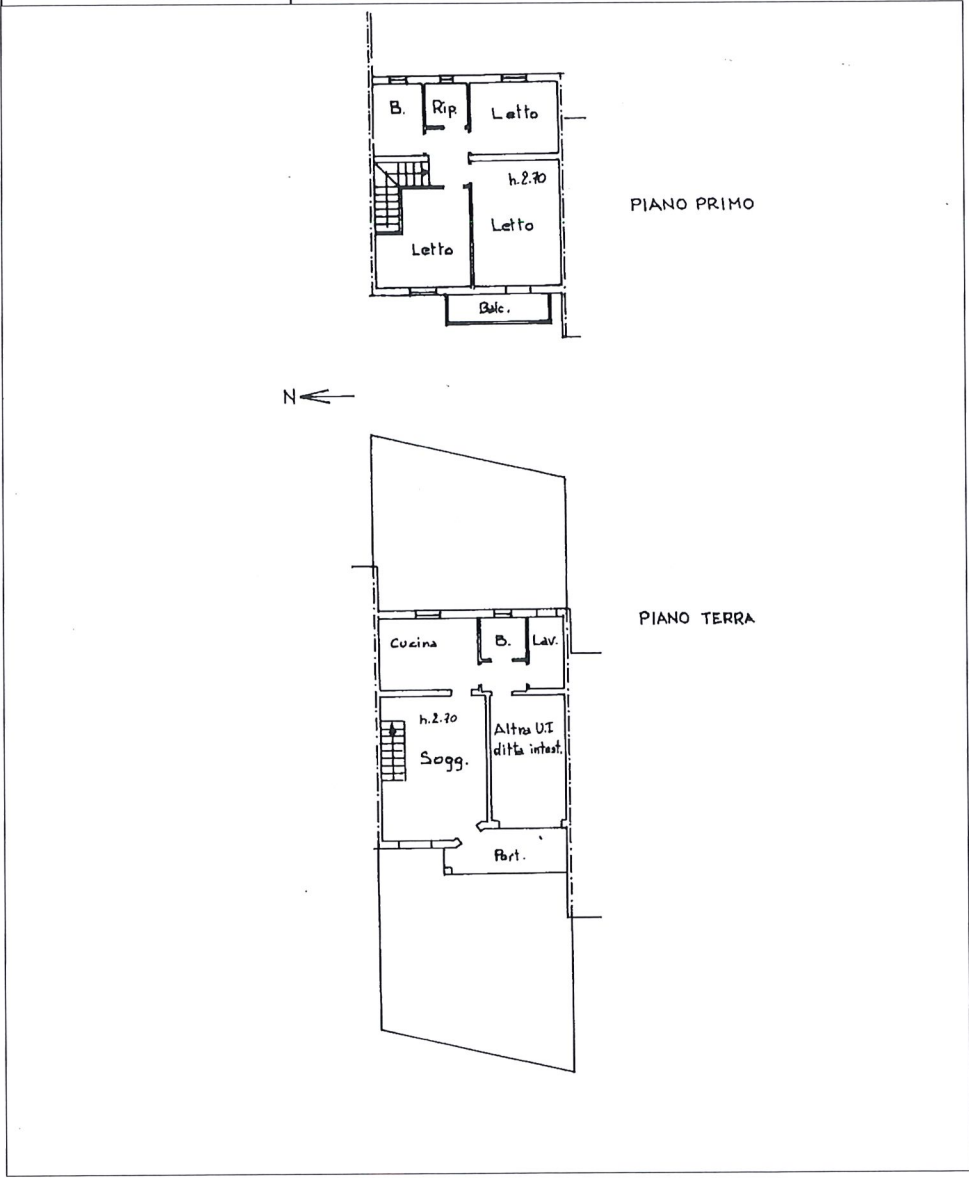 B.
Rip.
Letto
h.2.70
PIANO PRIMO
Letto
Letto
Balc.
N
PIANO TERRA
Cucina
B.
Lav.
h.2.70
Altra U.I
ditta intest.
Sogg.
Port.